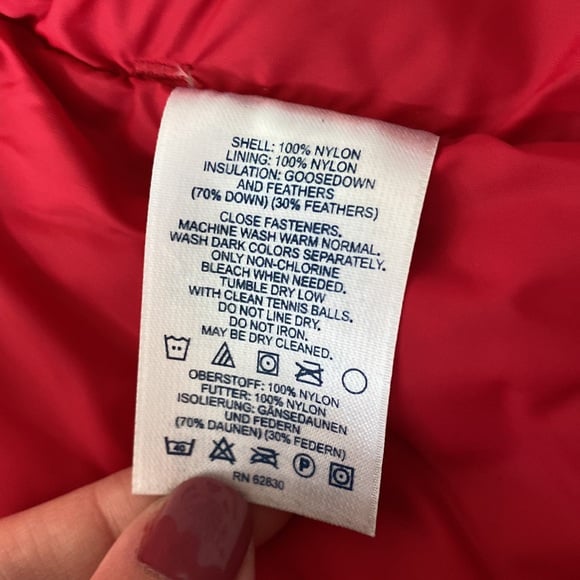 SHELL: 100% NYLON
LINING: 100% NYLON
INSULATION: GOOSEDOWN
AND FEATHERS
(70% DOWN) (30% FEATHERS)
CLOSE FASTENERS.
MACHINE WASH WARM NORMAL.
WASH DARK COLORS SEPARATELY.
ONLY NON-CHLORINE
BLEACH WHEN NEEDED.
TUMBLE DRY LOW
WITH CLEAN TENNIS BALLS.
DO NOT LINE DRY.
DO NOT IRON.
MAY BE DRY CLEANED.
OBERSTOFF: 100% NYLON
FUTTER: 100% NYLON
ISOLIERUNG: GÄNSEDAUNEN
UND FEDERN
(70% DAUNEN) (30% FEDERN)
40 P
RN 62830